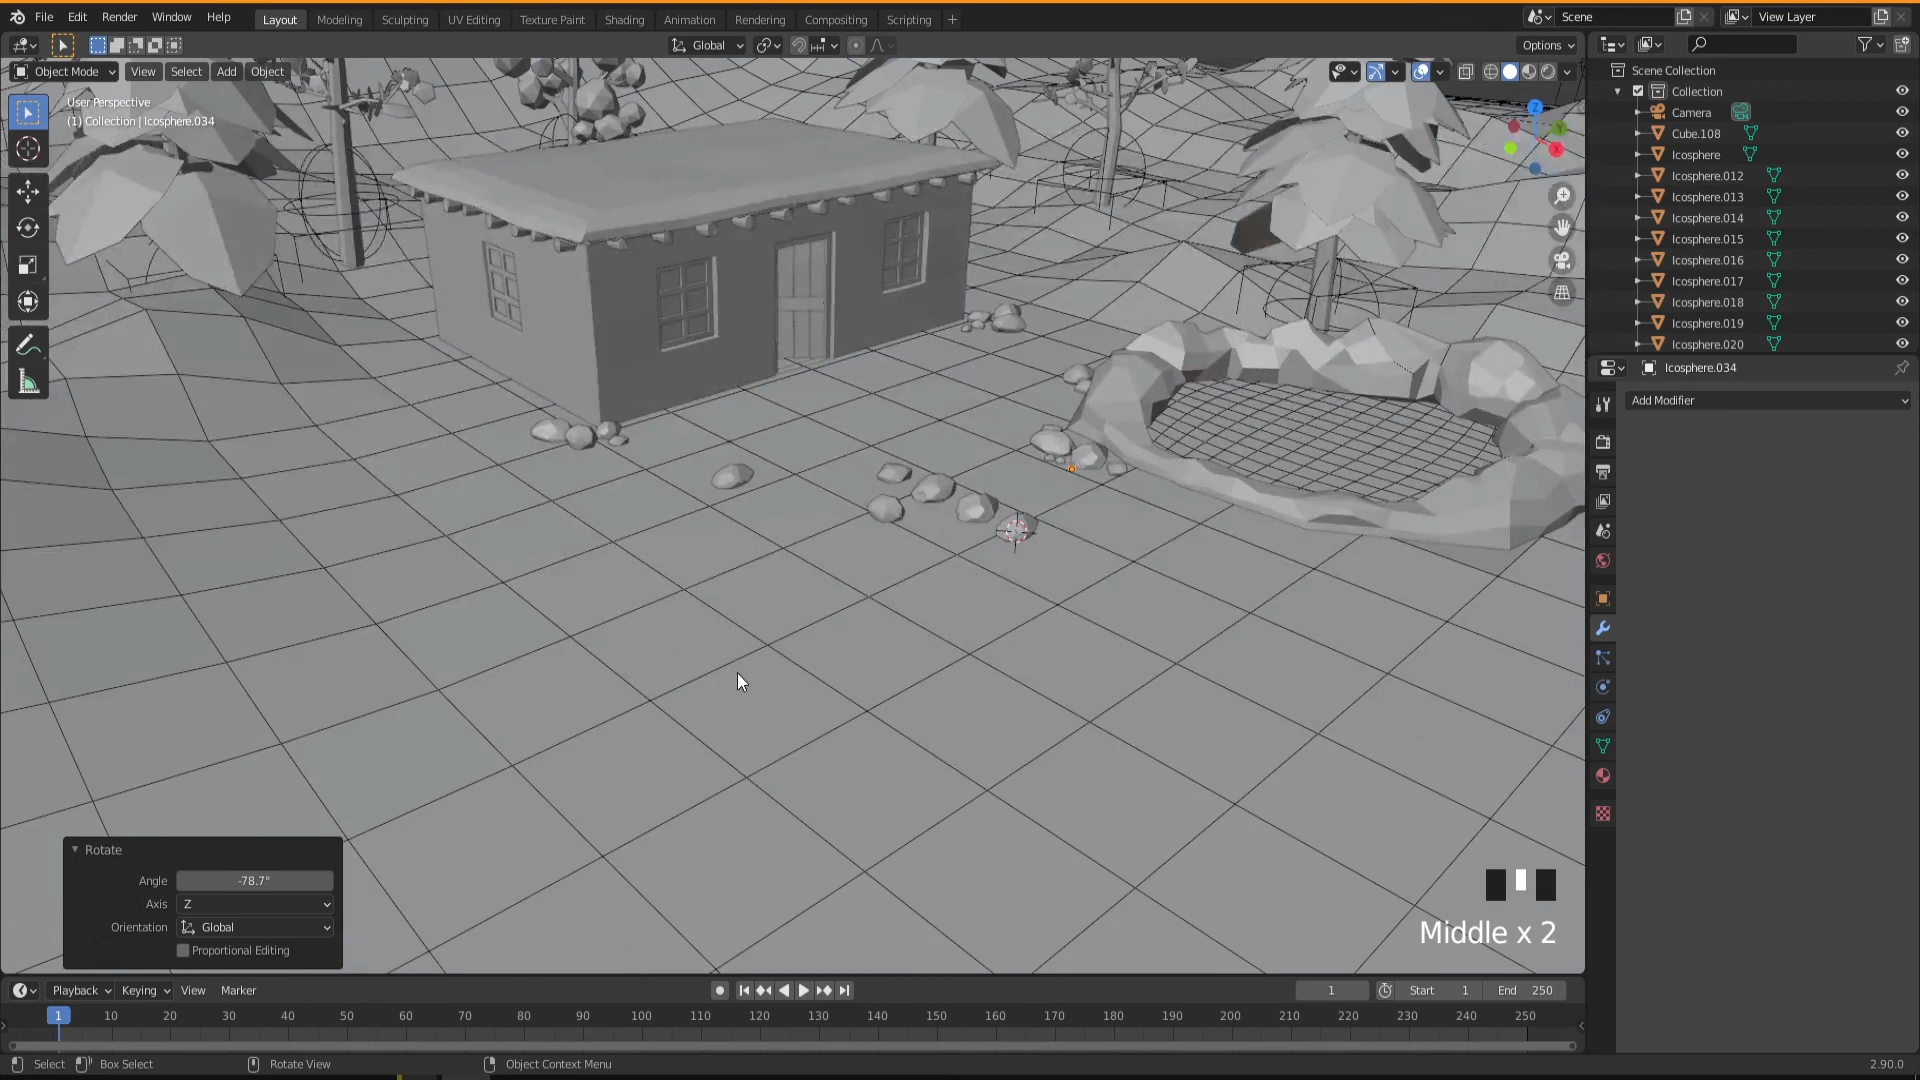 File Edit Render Window Help Layout Modeling Sculpting UV Editing Texture Paint Shading Animation Rendering Compositing Scripting + Scene View Layer
Global Options
Object Mode View Select Add Object
User Perspective
(1) Collection | Icosphere.034
Z
Y
X
Scene Collection
Collection
Camera
Cube.108
Icosphere
Icosphere.012
Icosphere.013
Icosphere.014
Icosphere.015
Icosphere.016
Icosphere.017
Icosphere.018
Icosphere.019
Icosphere.020
Icosphere.034
Add Modifier
Rotate
Angle -78.7°
Axis Z
Orientation Global
Proportional Editing
Middle x 2
Playback Keying View Marker 1 Start 1 End 250
1 10 20 30 40 50 60 70 80 90 100 110 120 130 140 150 160 170 180 190 200 210 220 230 240 250
Select Box Select Rotate View Object Context Menu 2.90.0